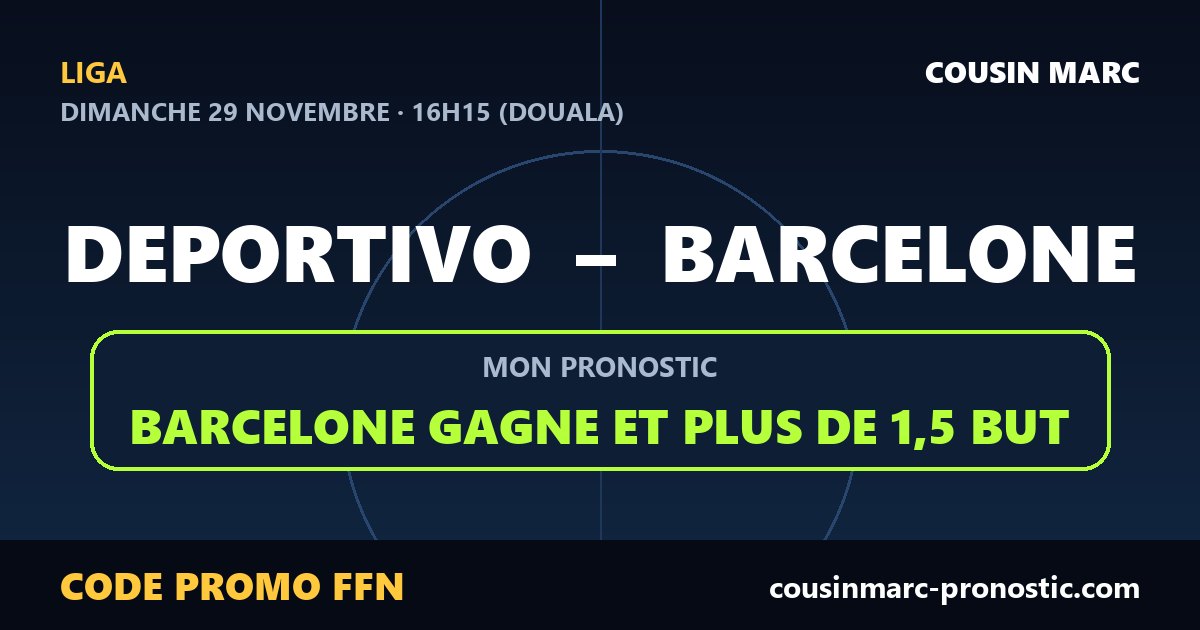 LIGA
COUSIN MARC
DIMANCHE 29 NOVEMBRE · 16H15 (DOUALA)
DEPORTIVO – BARCELONE
MON PRONOSTIC
BARCELONE GAGNE ET PLUS DE 1,5 BUT
CODE PROMO FFN
cousinmarc-pronostic.com